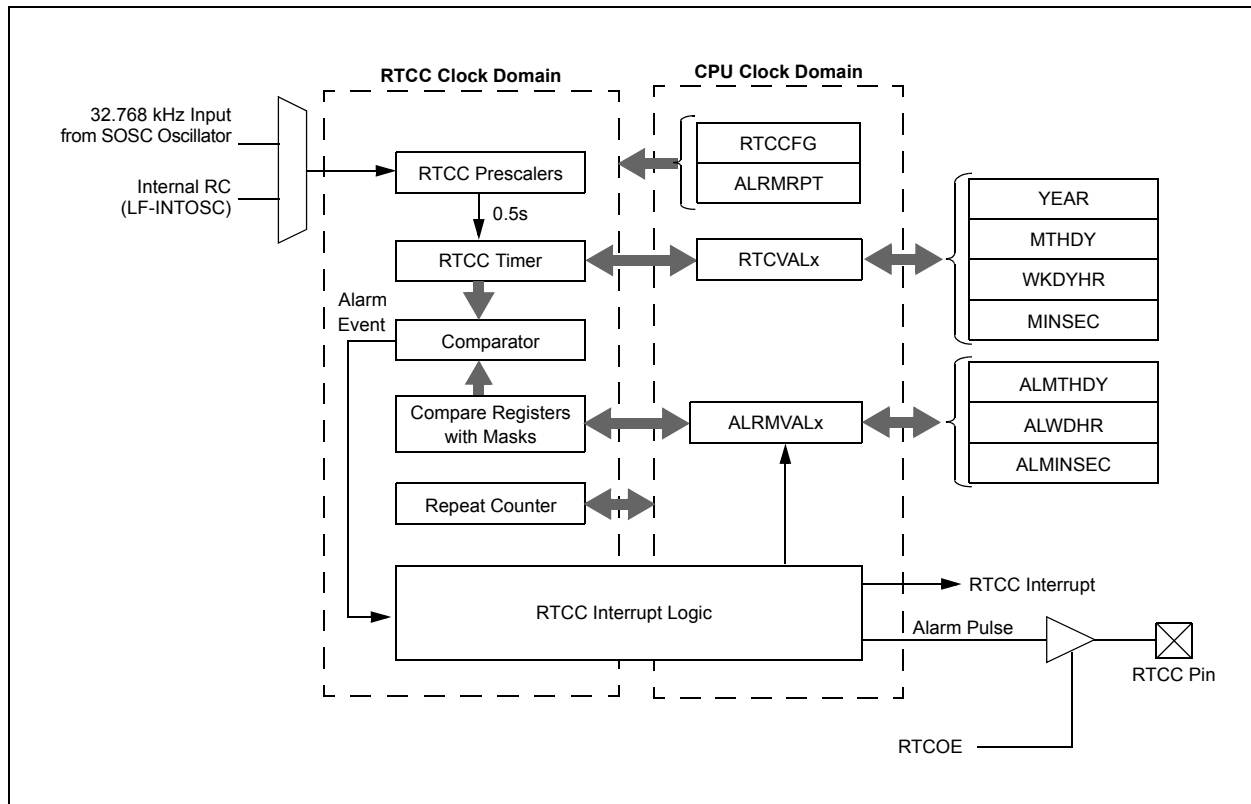 RTCC Clock Domain
CPU Clock Domain
32.768 kHz Input
from SOSC Oscillator
Internal RC
(LF-INTOSC)
RTCC Prescalers
0.5s
RTCC Timer
Alarm
Event
Comparator
Compare Registers
with Masks
Repeat Counter
RTCC Interrupt Logic
RTCCFG
ALRMRPT
RTCVALx
ALRMVALx
YEAR
MTHDY
WKDYHR
MINSEC
ALMTHDY
ALWDHR
ALMINSEC
RTCC Interrupt
Alarm Pulse
RTCC Pin
RTCOE